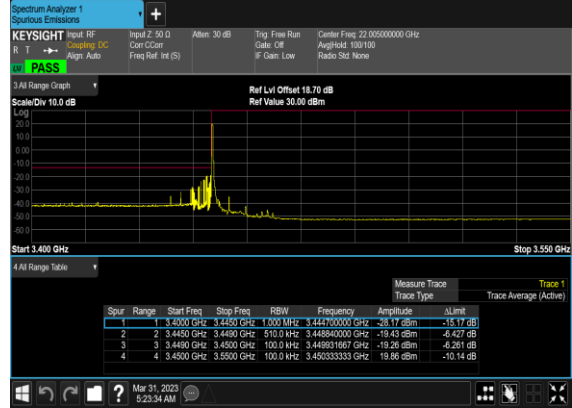 Spectrum Analyzer 1
Spurious Emissions
+
KEYSIGHT Input: RF Input Z: 50 Ω Atten: 30 dB Trig: Free Run Center Freq: 22.005000000 GHz
R T Coupling: DC Corr CCorr Gate: Off Avg|Hold: 100/100
Align: Auto Freq Ref: Int (S) IF Gain: Low Radio Std: None
PASS
3 All Range Graph
Ref Lvl Offset 18.70 dB
Scale/Div 10.0 dB Ref Value 30.00 dBm
Log
20.0
10.0
0.00
-10.0
-20.0
-30.0
-40.0
-50.0
-60.0
Start 3.400 GHz Stop 3.550 GHz
4 All Range Table
Measure Trace Trace 1
Trace Type Trace Average (Active)
Spur Range Start Freq Stop Freq RBW Frequency Amplitude ΔLimit
1 1 3.4000 GHz 3.4450 GHz 1.000 MHz 3.444700000 GHz -28.17 dBm -15.17 dB
2 2 3.4450 GHz 3.4490 GHz 510.0 kHz 3.448840000 GHz -19.43 dBm -6.427 dB
3 3 3.4490 GHz 3.4500 GHz 100.0 kHz 3.449931667 GHz -19.26 dBm -6.261 dB
4 4 3.4500 GHz 3.5500 GHz 100.0 kHz 3.450333333 GHz 19.86 dBm -10.14 dB
? Mar 31, 2023
5:23:34 AM